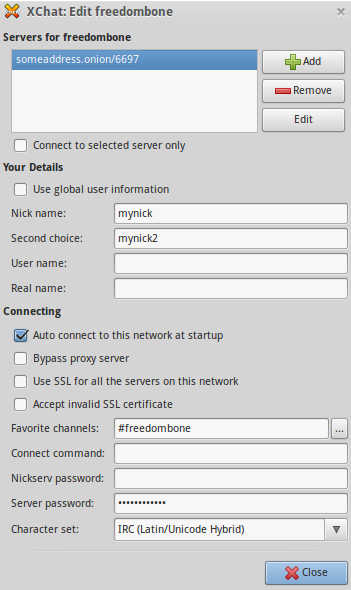 XChat: Edit freedombone
Servers for freedombone
someaddress.onion/6697
Add
Remove
Edit
Connect to selected server only
Your Details
Use global user information
Nick name: mynick
Second choice: mynick2
User name:
Real name:
Connecting
Auto connect to this network at startup
Bypass proxy server
Use SSL for all the servers on this network
Accept invalid SSL certificate
Favorite channels: #freedombone ...
Connect command:
Nickserv password:
Server password: ••••••••••••
Character set: IRC (Latin/Unicode Hybrid)
Close